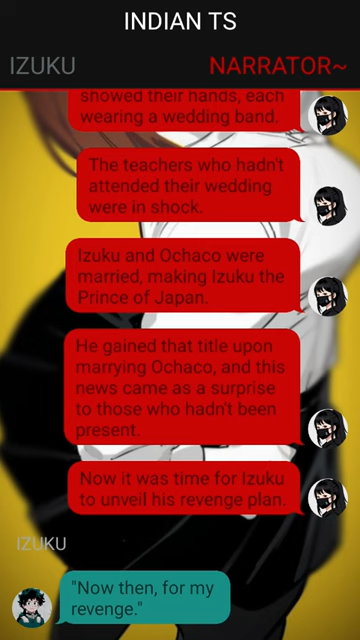 INDIAN TS
IZUKU
NARRATOR~
showed their hands, each
wearing a wedding band.
The teachers who hadn't
attended their wedding
were in shock.
Izuku and Ochaco were
married, making Izuku the
Prince of Japan.
He gained that title upon
marrying Ochaco, and this
news came as a surprise
to those who hadn't been
present.
Now it was time for Izuku
to unveil his revenge plan.
IZUKU
"Now then, for my
revenge."